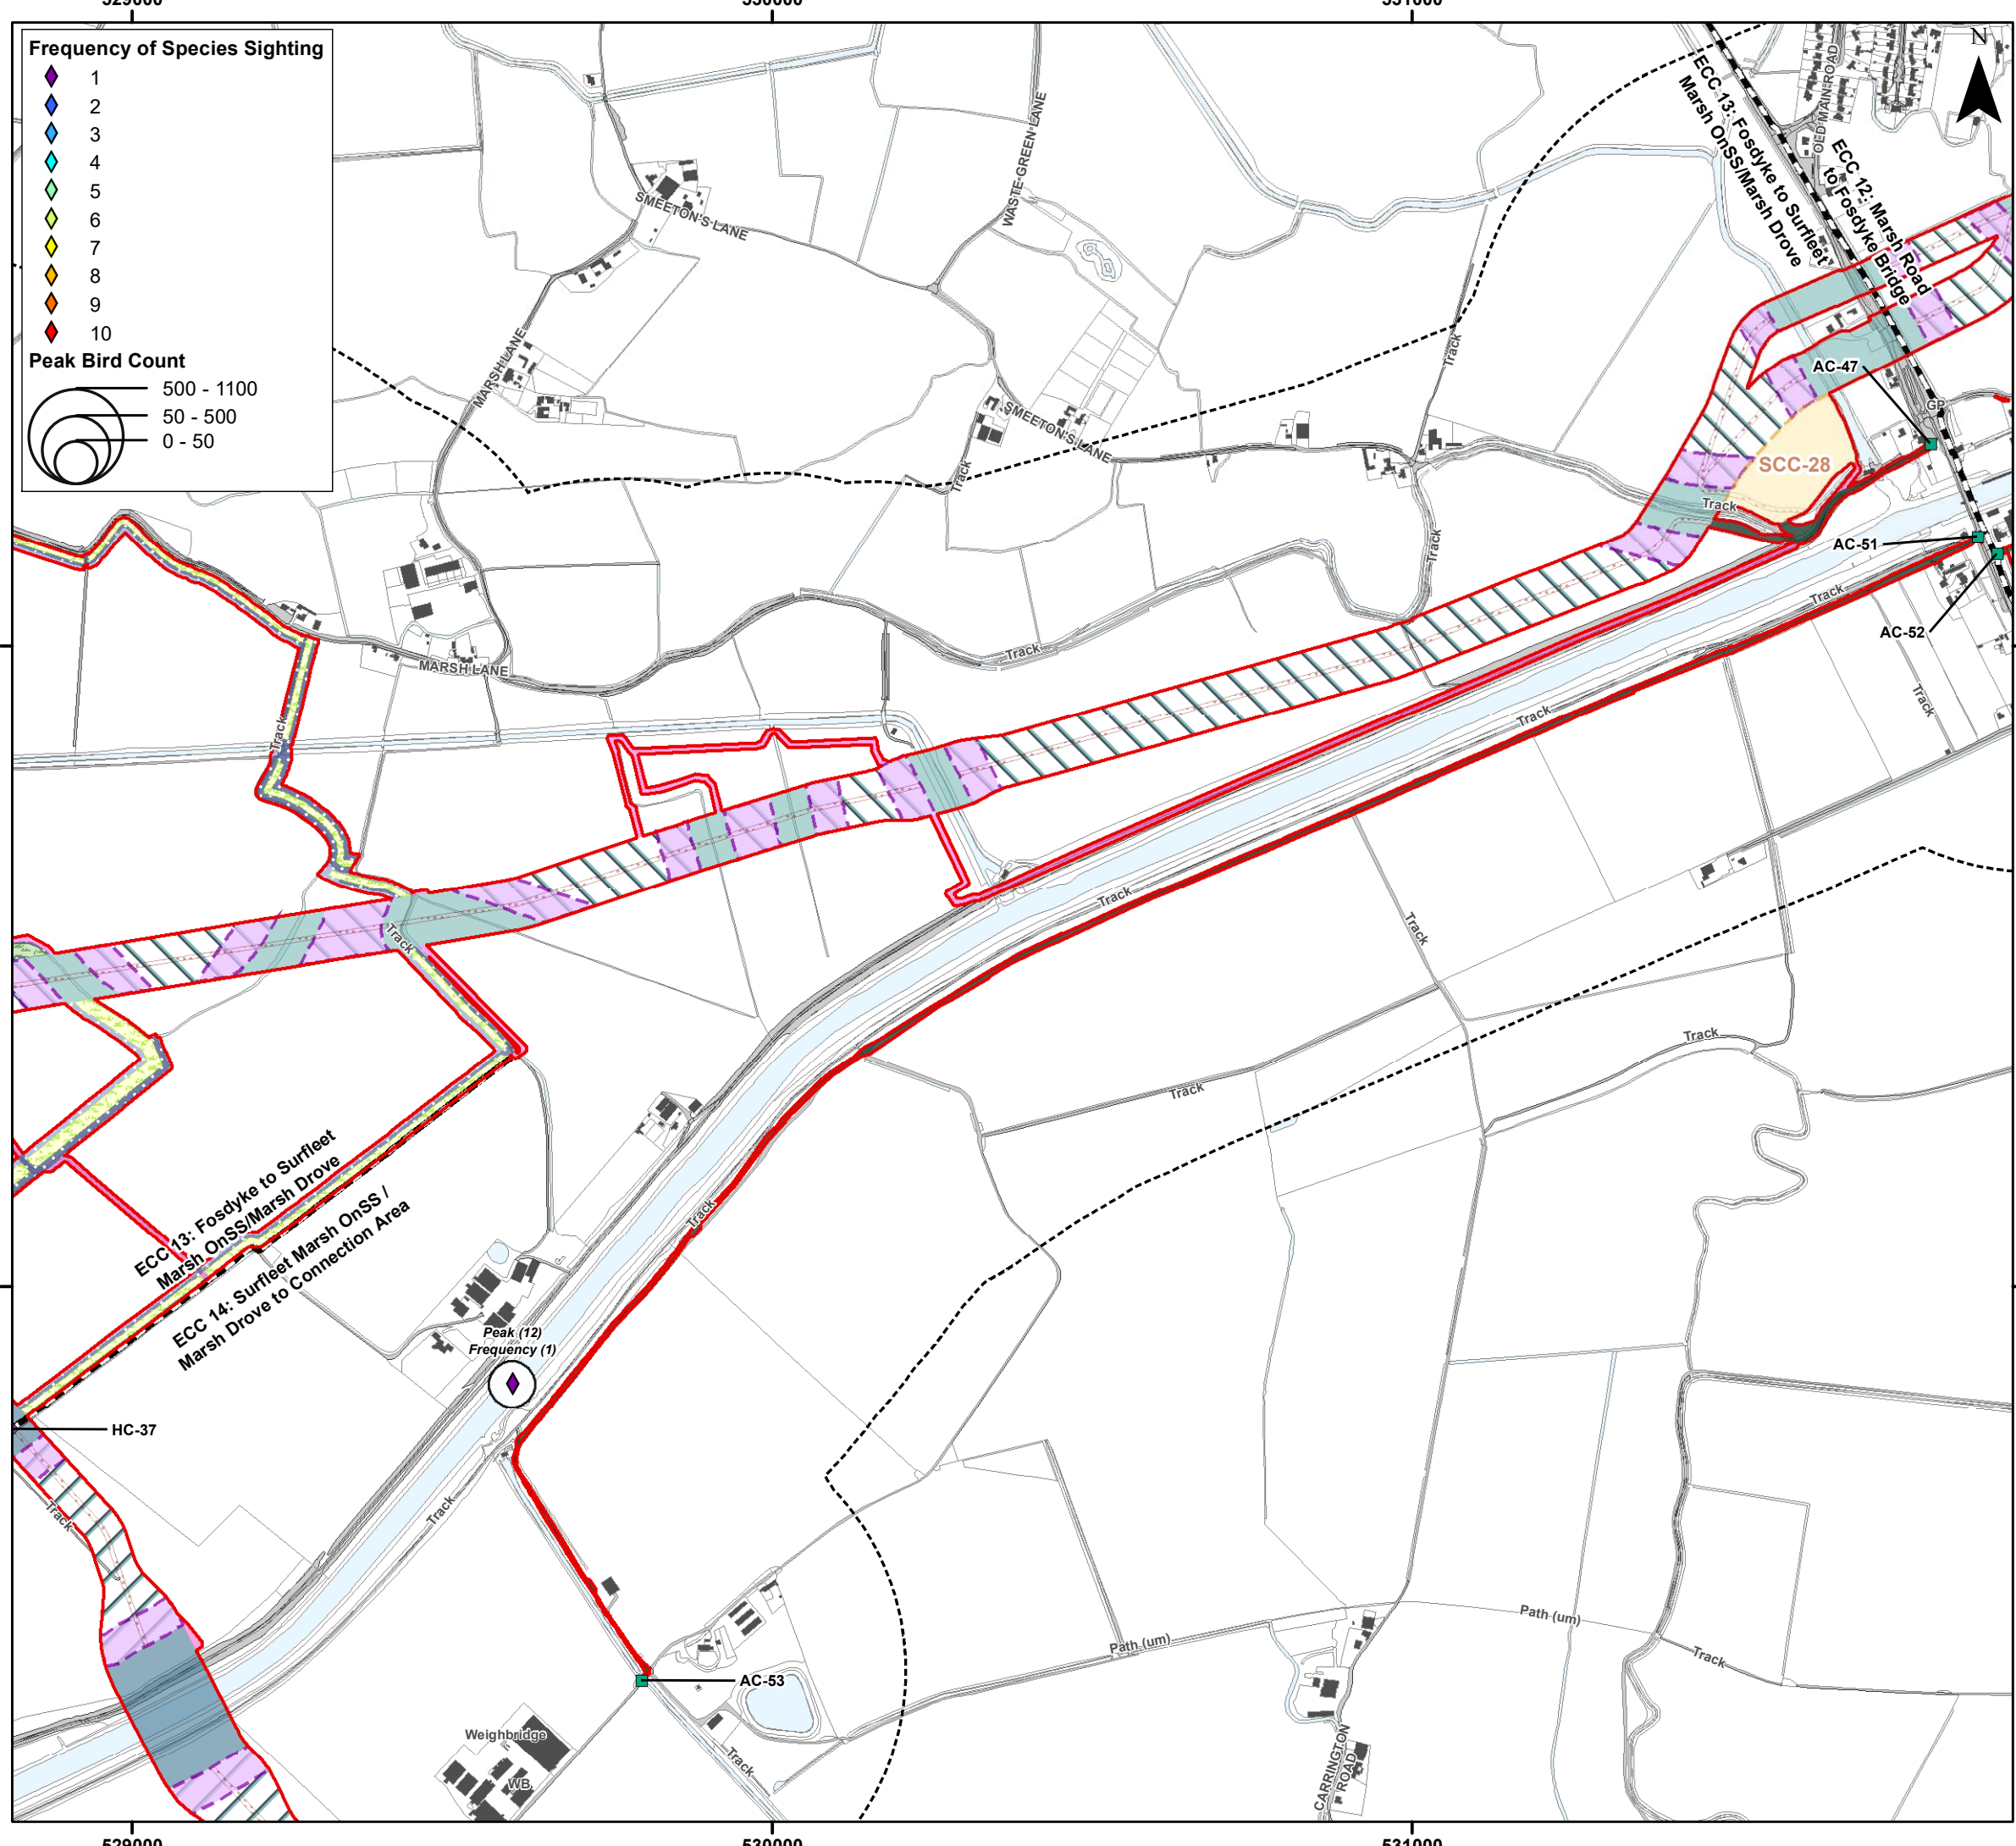 529000
530000
531000
Frequency of Species Sighting
1
2
3
4
5
6
7
8
9
10
Peak Bird Count
500 - 1100
50 - 500
0 - 50
N
OLD MAIN ROAD
ECC 13: Fosdyke to Surfleet
Marsh OnSS/Marsh Drove
ECC 12: Marsh Road
to Fosdyke Bridge
WASTE GREEN LANE
SMEETON'S LANE
MARSH LANE
SMEETON'S LANE
Track
Track
Track
AC-47
GP
SCC-28
Track
AC-51
AC-52
Track
Track
MARSH LANE
Track
Track
Track
Track
Track
Track
Track
Track
Track
ECC 13: Fosdyke to Surfleet
Marsh OnSS/Marsh Drove
ECC 14: Surfleet Marsh OnSS /
Marsh Drove to Connection Area
Track
Peak (12)
Frequency (1)
HC-37
Track
Track
AC-53
Path (um)
Path (um)
Track
Weighbridge
WB
Track
CARRINGTON
ROAD
529000
530000
531000